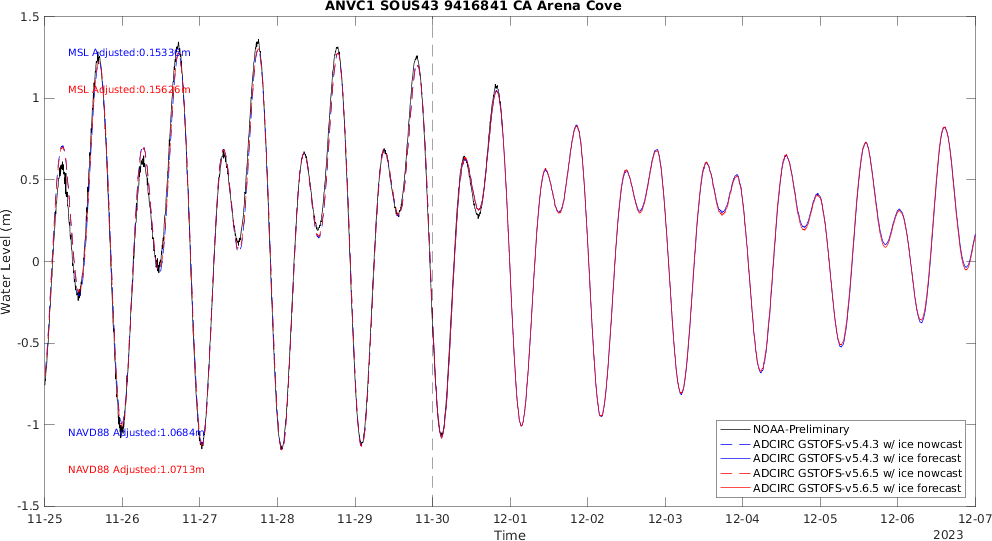 ANVC1 SOUS43 9416841 CA Arena Cove
1.5
MSL Adjusted:0.1533 m
MSL Adjusted:0.15626m
1
0.5
0
-0.5
-1
-1.5
Water Level (m)
NAVD88 Adjusted:1.0684m
NAVD88 Adjusted:1.0713m
NOAA-Preliminary
ADCIRC GSTOFS-v5.4.3 w/ ice nowcast
ADCIRC GSTOFS-v5.4.3 w/ ice forecast
ADCIRC GSTOFS-v5.6.5 w/ ice nowcast
ADCIRC GSTOFS-v5.6.5 w/ ice forecast
11-25 11-26 11-27 11-28 11-29 11-30 12-01 12-02 12-03 12-04 12-05 12-06 12-07
Time
2023